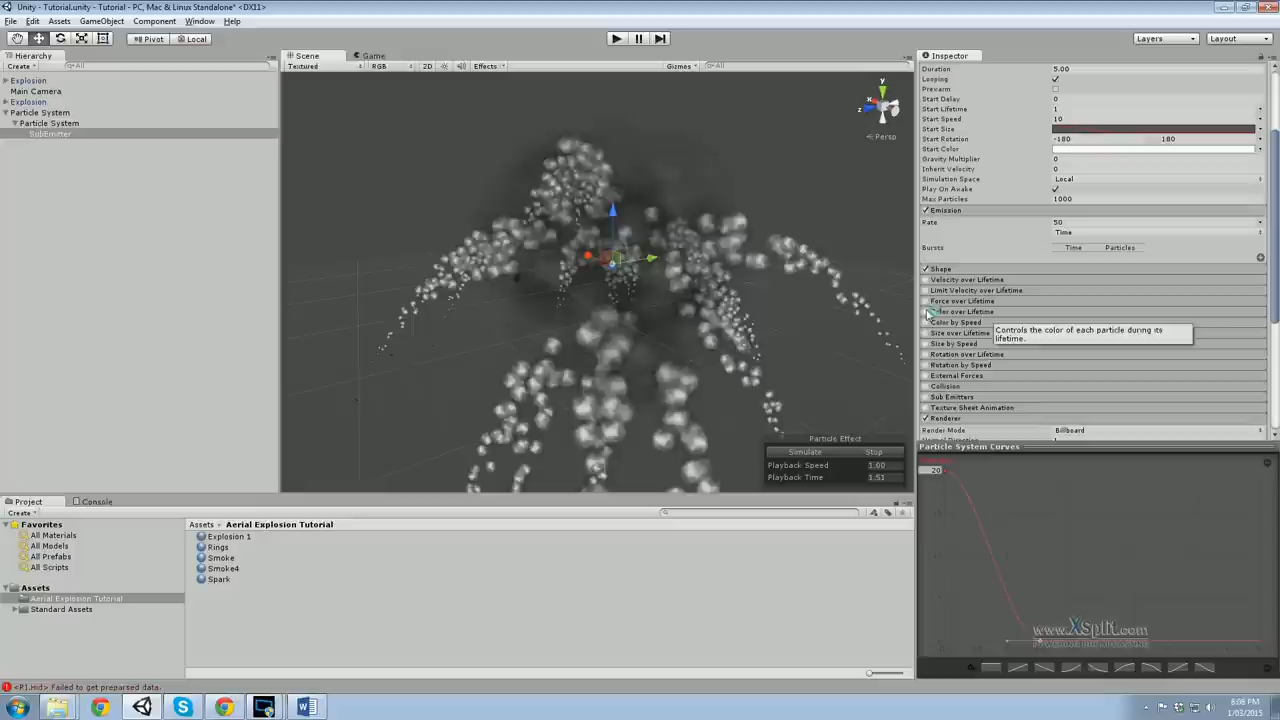 Unity - Tutorial.unity - Tutorial - PC, Mac & Linux Standalone* <DX11>
File Edit Assets GameObject Component Window Help
Pivot Local Layers Layout
Hierarchy
Create All
Explosion
Main Camera
Explosion
Particle System
Particle System
SubEmitter
Scene Game
Textured RGB 2D Effects Gizmos All
y
x
z
Persp
Particle Effect
Simulate Stop
Playback Speed 1.00
Playback Time 1.51
Inspector
Duration 5.00
Looping
Prewarm
Start Delay 0
Start Lifetime 1
Start Speed 10
Start Size
Start Rotation -180 180
Start Color
Gravity Multiplier 0
Inherit Velocity 0
Simulation Space Local
Play On Awake
Max Particles 1000
Emission
Rate 50
Time
Bursts Time Particles
Shape
Velocity over Lifetime
Limit Velocity over Lifetime
Force over Lifetime
over Lifetime
Color by Speed
Controls the color of each particle during its
lifetime.
Size over Lifetime
Size by Speed
Rotation over Lifetime
Rotation by Speed
External Forces
Collision
Sub Emitters
Texture Sheet Animation
Renderer
Render Mode Billboard
Particle System Curves
20
www.XSplit.com
Project Console
Create
Favorites
All Materials
All Models
All Prefabs
All Scripts
Assets
Aerial Explosion Tutorial
Standard Assets
Assets Aerial Explosion Tutorial
Explosion 1
Rings
Smoke
Smoke4
Spark
<RI.Hid> Failed to get preparsed data.
6:08 PM
1/03/2015